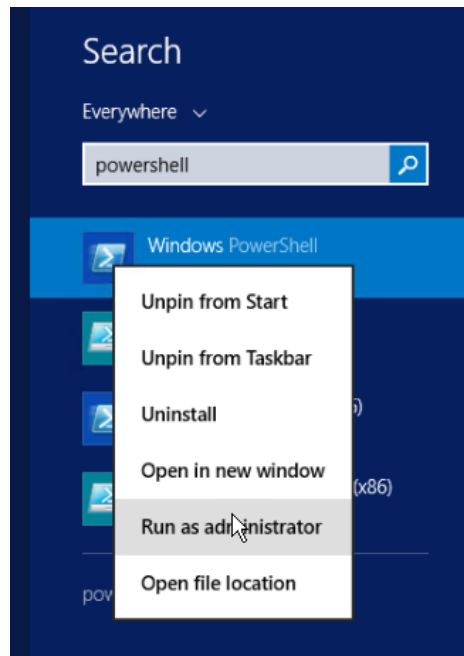 Search
Everywhere
powershell
Windows PowerShell
Unpin from Start
Unpin from Taskbar
Uninstall
Open in new window
(x86)
Run as administrator
Open file location